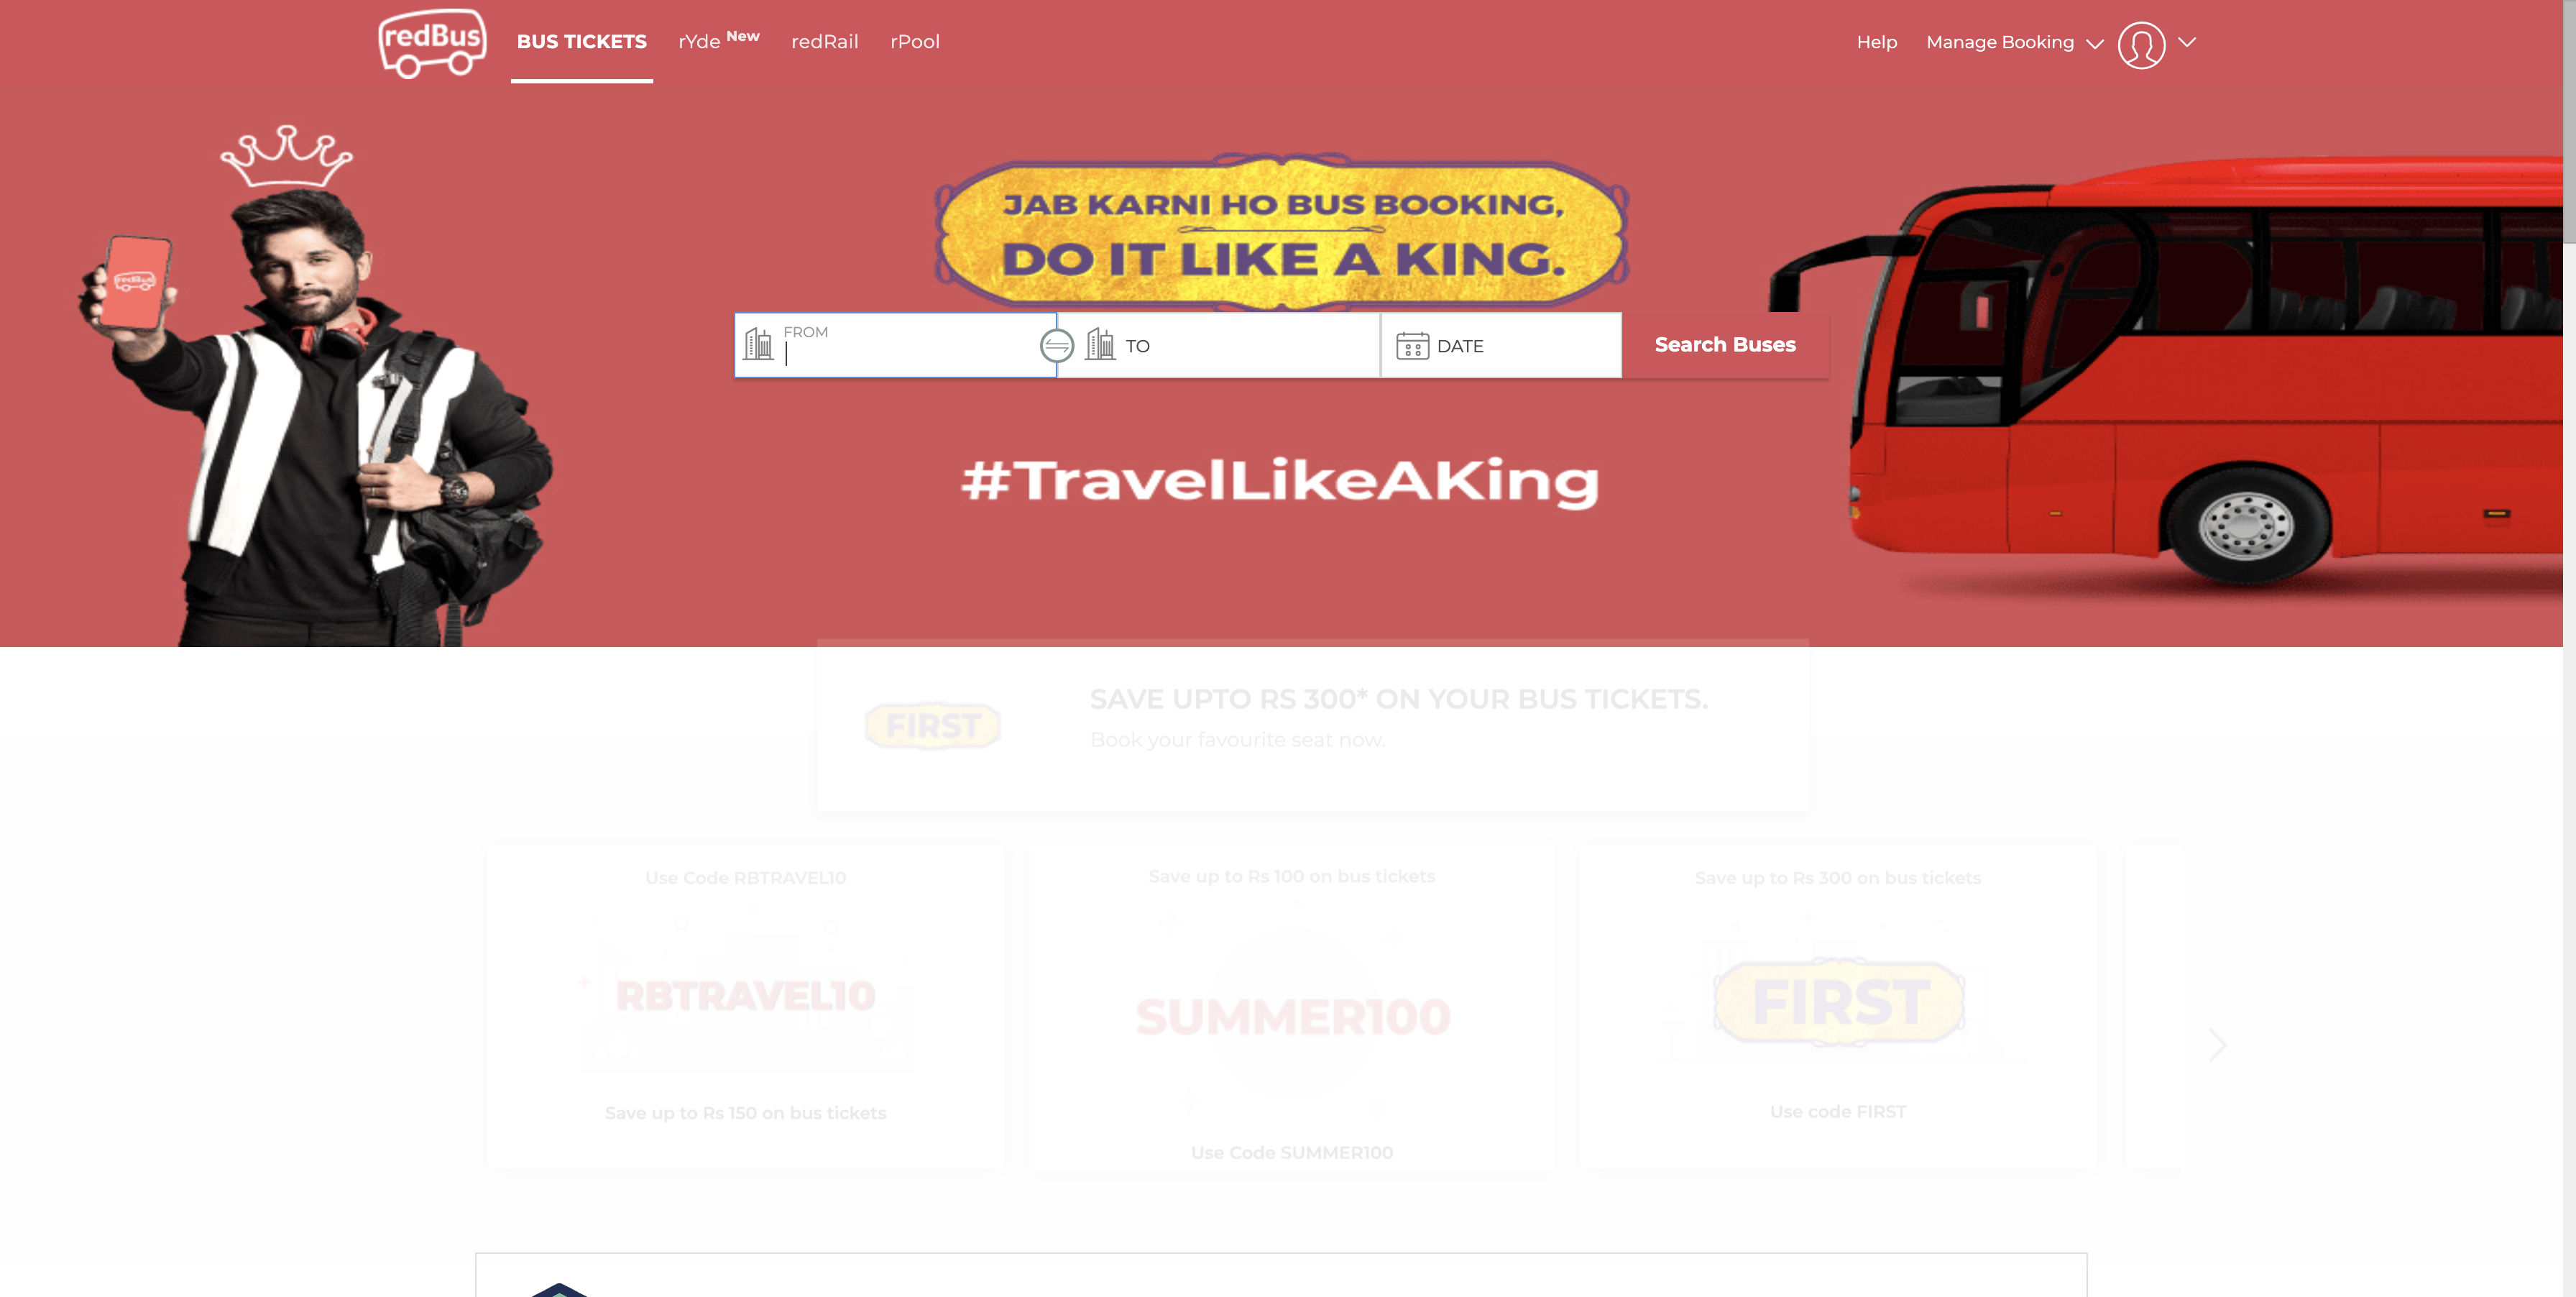 redBus
BUS TICKETS
rYde New
redRail
rPool
Help
Manage Booking
JAB KARNI HO BUS BOOKING,
DO IT LIKE A KING.
redBus
FROM
TO
DATE
Search Buses
#TravelLikeAKing
FIRST
SAVE UPTO RS 300* ON YOUR BUS TICKETS.
Book your favourite seat now.
Use Code RBTRAVEL10
RBTRAVEL10
Save up to Rs 150 on bus tickets
Save up to Rs 100 on bus tickets
SUMMER100
Use Code SUMMER100
Save up to Rs 300 on bus tickets
FIRST
Use code FIRST